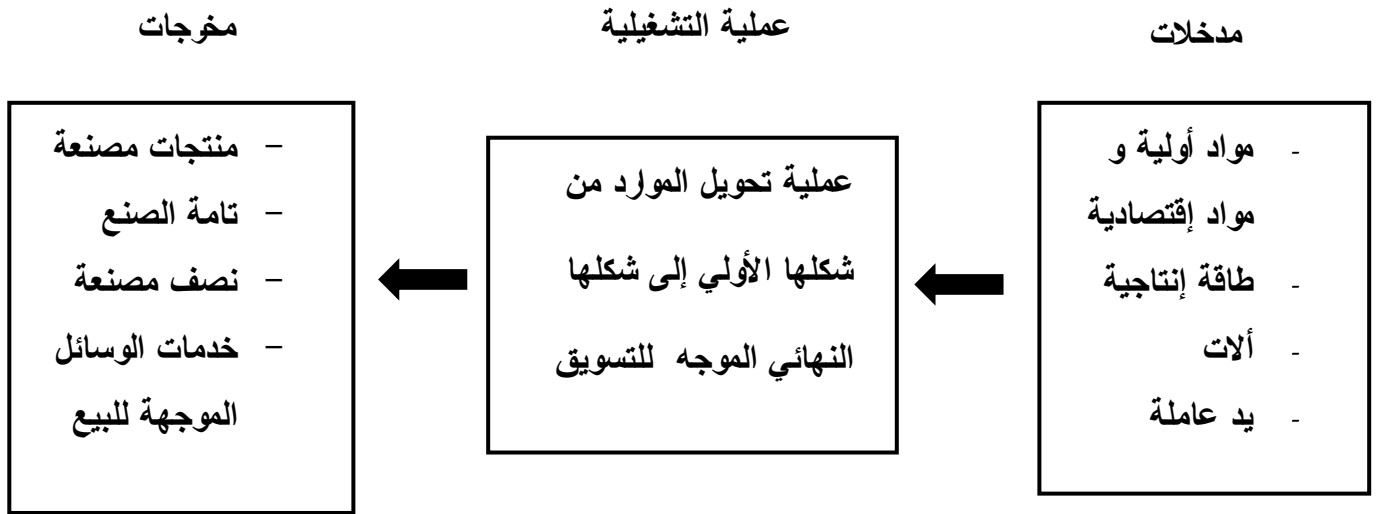 مدخلات
عملية التشغيلية
مخرجات
- مواد أولية و
مواد إقتصادية
- طاقة إنتاجية
- ألات
- يد عاملة
عملية تحويل الموارد من
شكلها الأولي إلى شكلها
النهائي الموجه للتسويق
– منتجات مصنعة
– تامة الصنع
– نصف مصنعة
– خدمات الوسائل
الموجهة للبيع